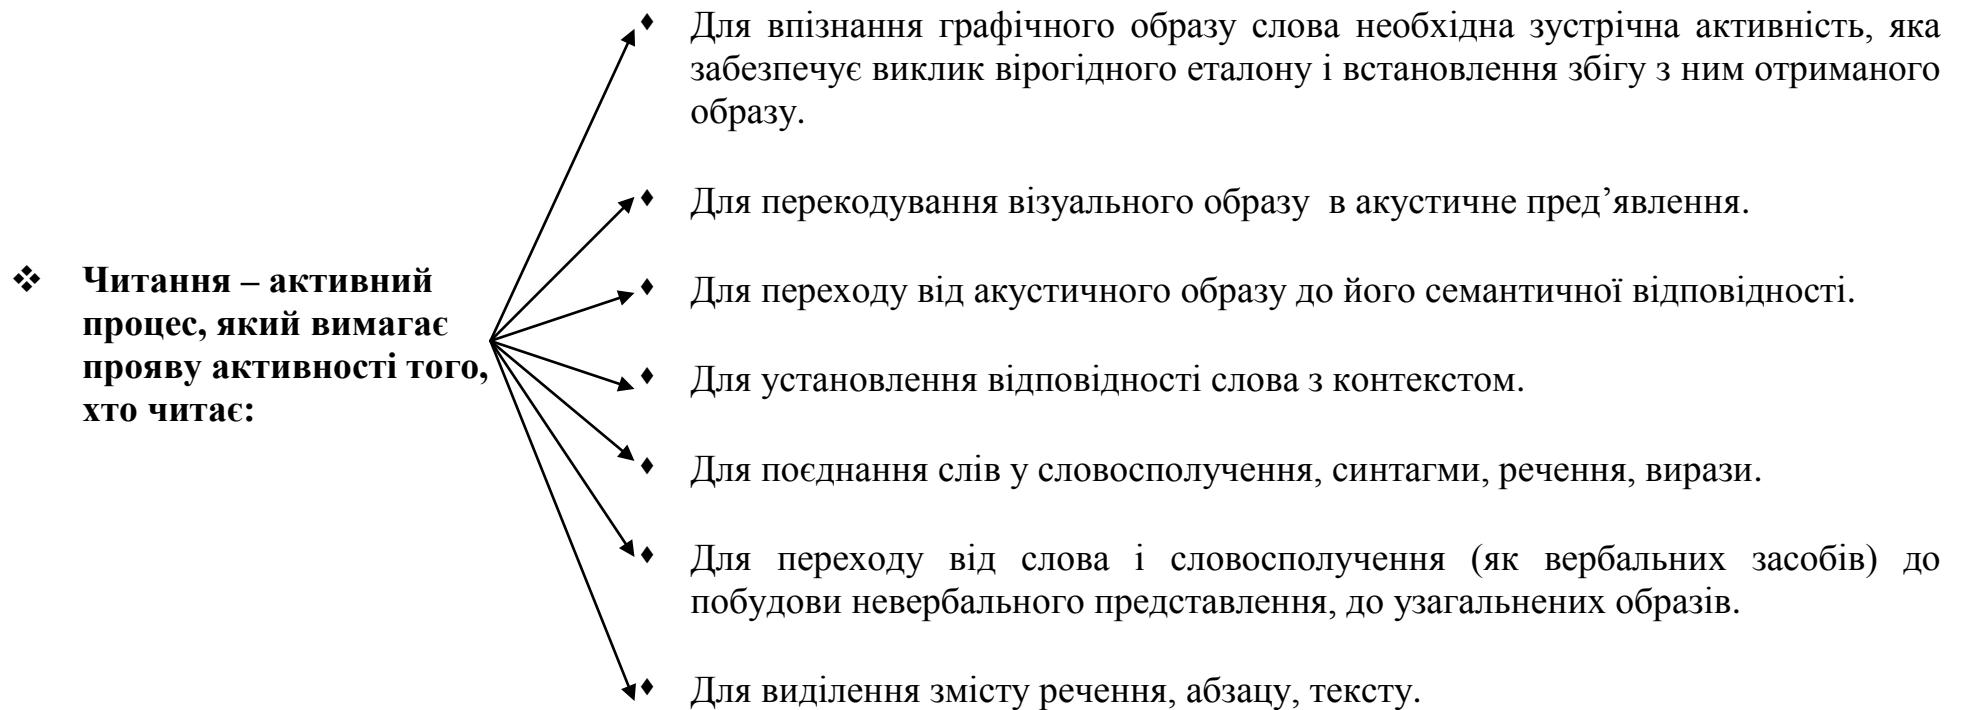 ❖ Читання – активний
процес, який вимагає
прояву активності того,
хто читає:
♦ Для впізнання графічного образу слова необхідна зустрічна активність, яка
забезпечує виклик вірогідного еталону і встановлення збігу з ним отриманого
образу.
♦ Для перекодування візуального образу в акустичне пред’явлення.
♦ Для переходу від акустичного образу до його семантичної відповідності.
♦ Для установлення відповідності слова з контекстом.
♦ Для поєднання слів у словосполучення, синтагми, речення, вирази.
♦ Для переходу від слова і словосполучення (як вербальних засобів) до
побудови невербального представлення, до узагальнених образів.
♦ Для виділення змісту речення, абзацу, тексту.